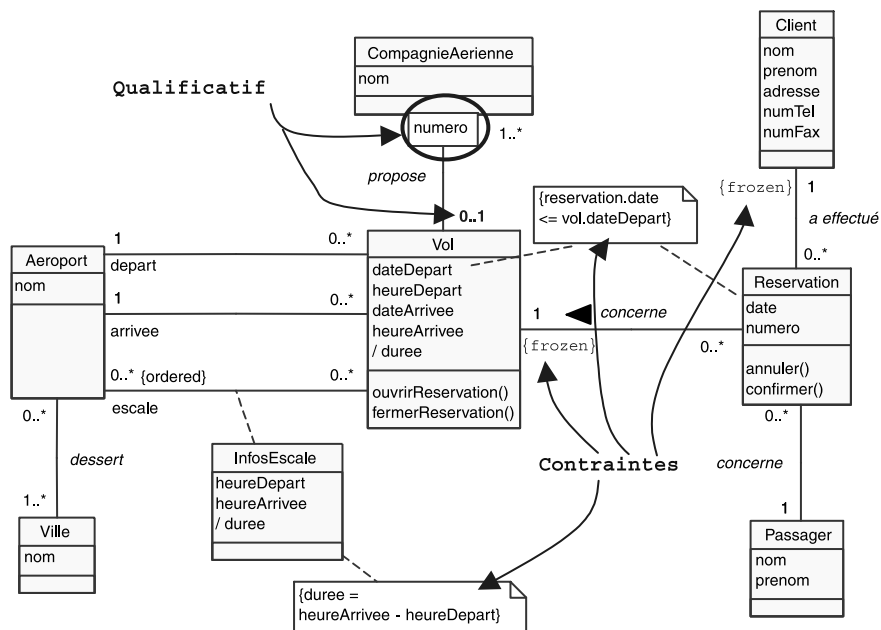 Client
nom
prenom
adresse
numTel
numFax
CompagnieAerienne
nom
Qualificatif
numero
1..*
propose
0..1
{frozen}
1
a effectué
0..*
{reservation.date
<= vol.dateDepart}
Aeroport
nom
1
0..*
depart
1
0..*
arrivee
0..* {ordered}
0..*
escale
Vol
dateDepart
heureDepart
dateArrivee
heureArrivee
/ duree
ouvrirReservation()
fermerReservation()
1
concerne
{frozen}
0..*
Reservation
date
numero
annuler()
confirmer()
0..*
dessert
1..*
Ville
nom
InfosEscale
heureDepart
heureArrivee
/ duree
Contraintes
0..*
concerne
1
Passager
nom
prenom
{duree =
heureArrivee - heureDepart}